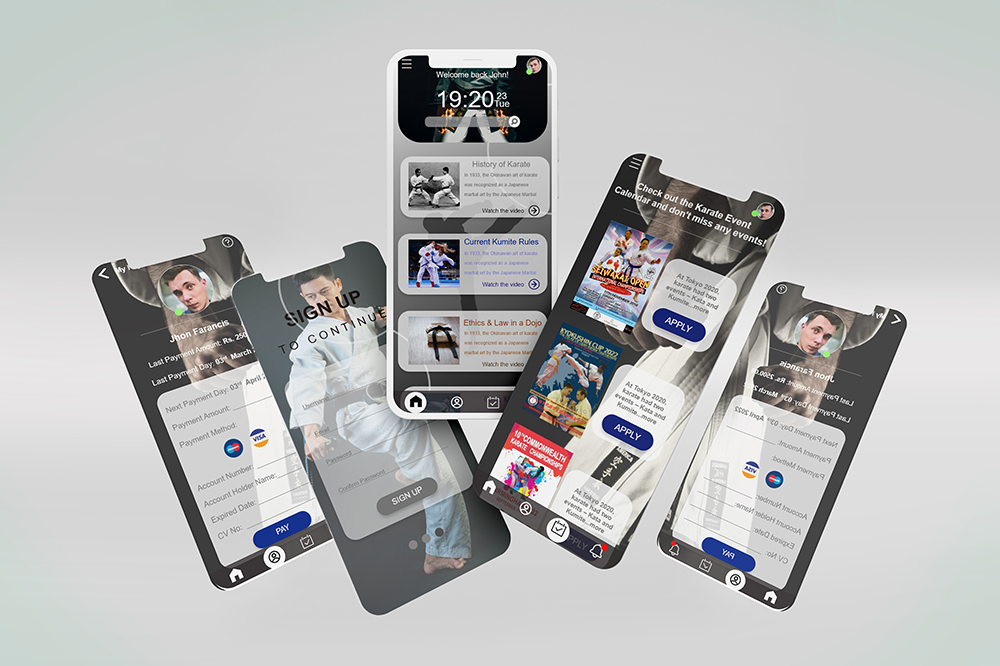 Welcome back John!
19:20
23
Tue
History of Karate
In 1933, the Okinawan art of karate
was recognized as a Japanese
martial art by the Japanese Martial
Watch the video
Current Kumite Rules
In 1933, the Okinawan art of karate
was recognized as a Japanese
martial art by the Japanese Martial
Watch the video
Ethics & Law in a Dojo
In 1933, the Okinawan art of karate
was recognized as a Japanese
martial art by the Japanese Martial
Watch the video
My
Jhon Farancis
Last Payment Amount: Rs. 250
Last Payment Day: 03rd March 2
Next Payment Day: 03rd April 2
Payment Amount:
Payment Method:
VISA
Account Number:
Account Holder Name:
Expired Date:
CV No:
PAY
SIGN UP
TO CONTINUE
Username
Password
Confirm Password
SIGN UP
Check out the Karate Event
Calendar and don't miss any events!
SEIWAKAI OPEN
INTERNATIONAL CHAMPIONSHIPS
At Tokyo 2020,
karate had two
events – Kata and
Kumite...more
APPLY
KYOKUSHIN CUP 2022
At Tokyo 2020,
karate had two
events – Kata and
Kumite...more
APPLY
10th COMMONWEALTH
KARATE CHAMPIONSHIPS
At Tokyo 2020,
karate had two
events – Kata and
Kumite...more
APPLY
Jhon Farancis
Last Payment Amount: Rs. 2500.0
Last Payment Day: 03rd March 2
Next Payment Day: 03rd April 2022
Payment Amount:
Payment Method:
VISA
Account Number:
Account Holder Name:
Expired Date:
CV No:
PAY